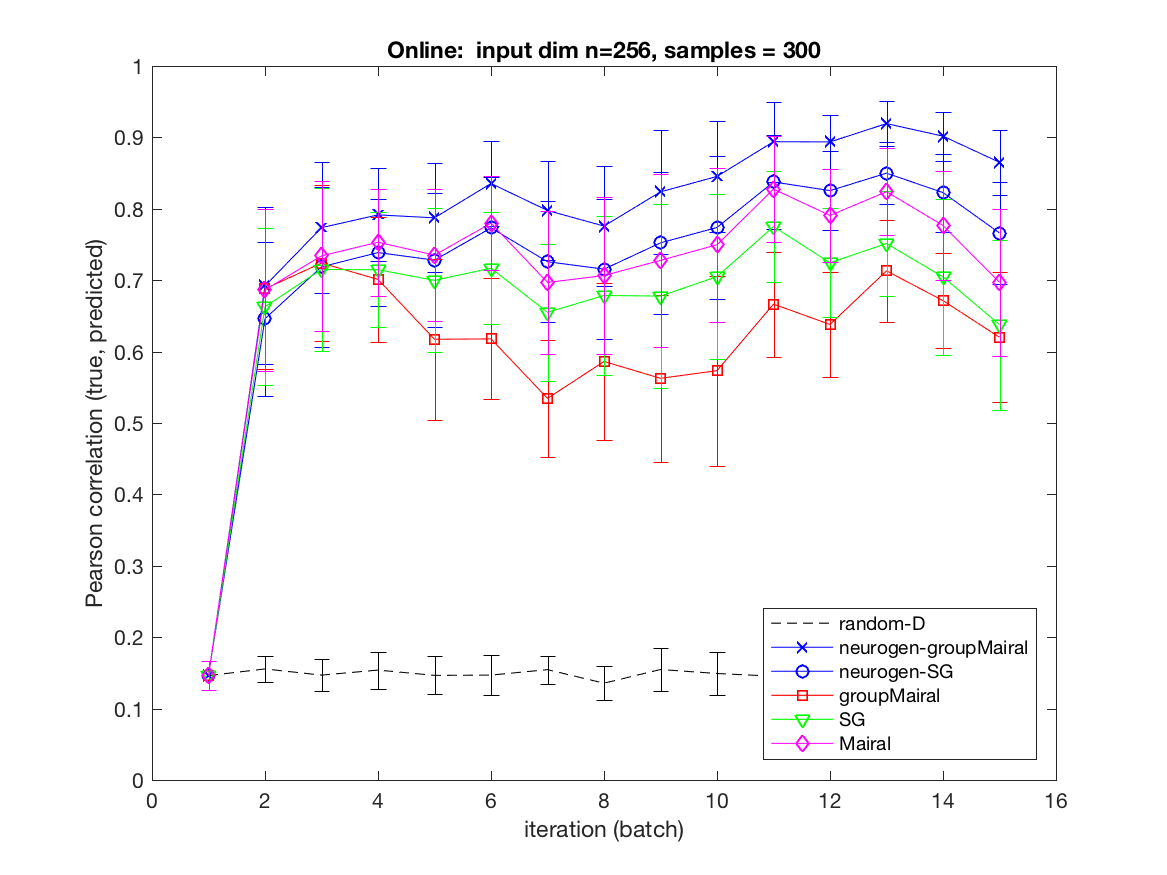 Online:  input dim n=256, samples = 300
Pearson correlation (true, predicted)
1
0.9
0.8
0.7
0.6
0.5
0.4
0.3
0.2
0.1
0
random-D
neurogen-groupMairal
neurogen-SG
groupMairal
SG
Mairal
0 2 4 6 8 10 12 14 16
iteration (batch)